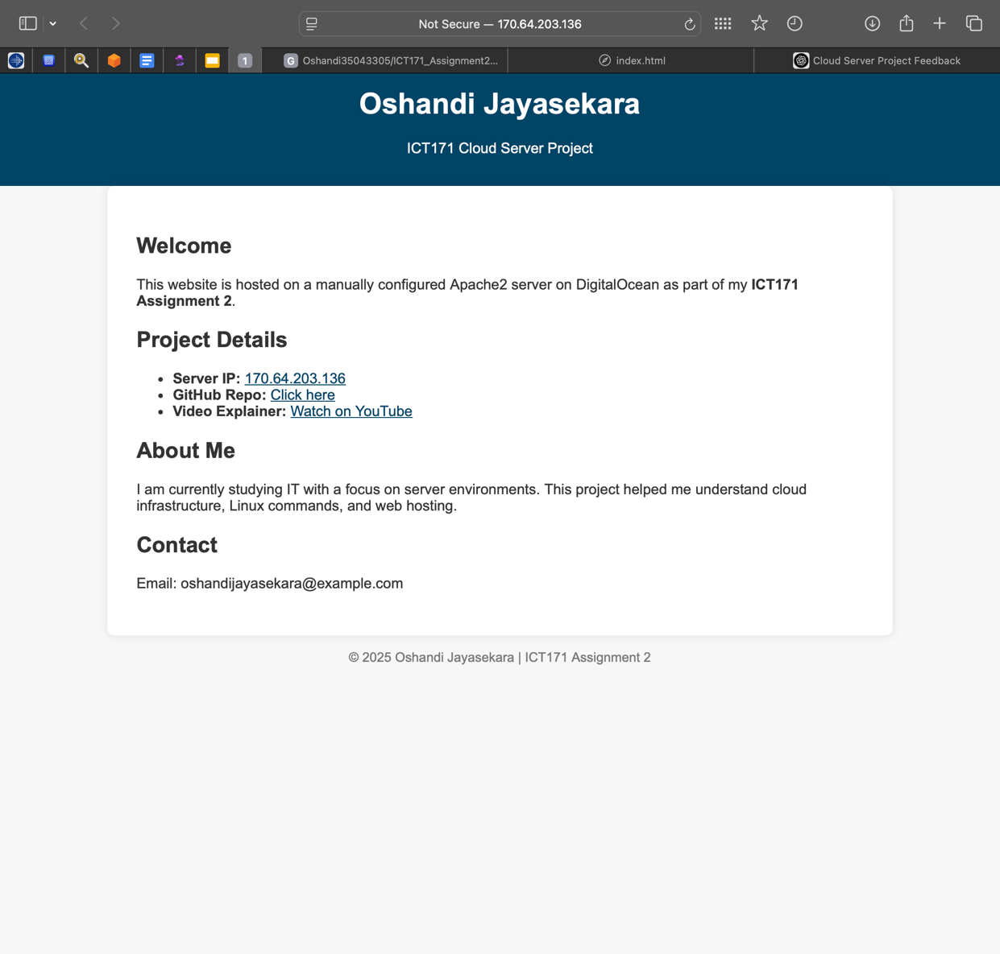 Not Secure — 170.64.203.136
1
G Oshandi35043305/ICT171_Assignment2...
index.html
Cloud Server Project Feedback
Oshandi Jayasekara
ICT171 Cloud Server Project
Welcome
This website is hosted on a manually configured Apache2 server on DigitalOcean as part of my ICT171
Assignment 2.
Project Details
• Server IP: 170.64.203.136
• GitHub Repo: Click here
• Video Explainer: Watch on YouTube
About Me
I am currently studying IT with a focus on server environments. This project helped me understand cloud
infrastructure, Linux commands, and web hosting.
Contact
Email: oshandijayasekara@example.com
© 2025 Oshandi Jayasekara | ICT171 Assignment 2